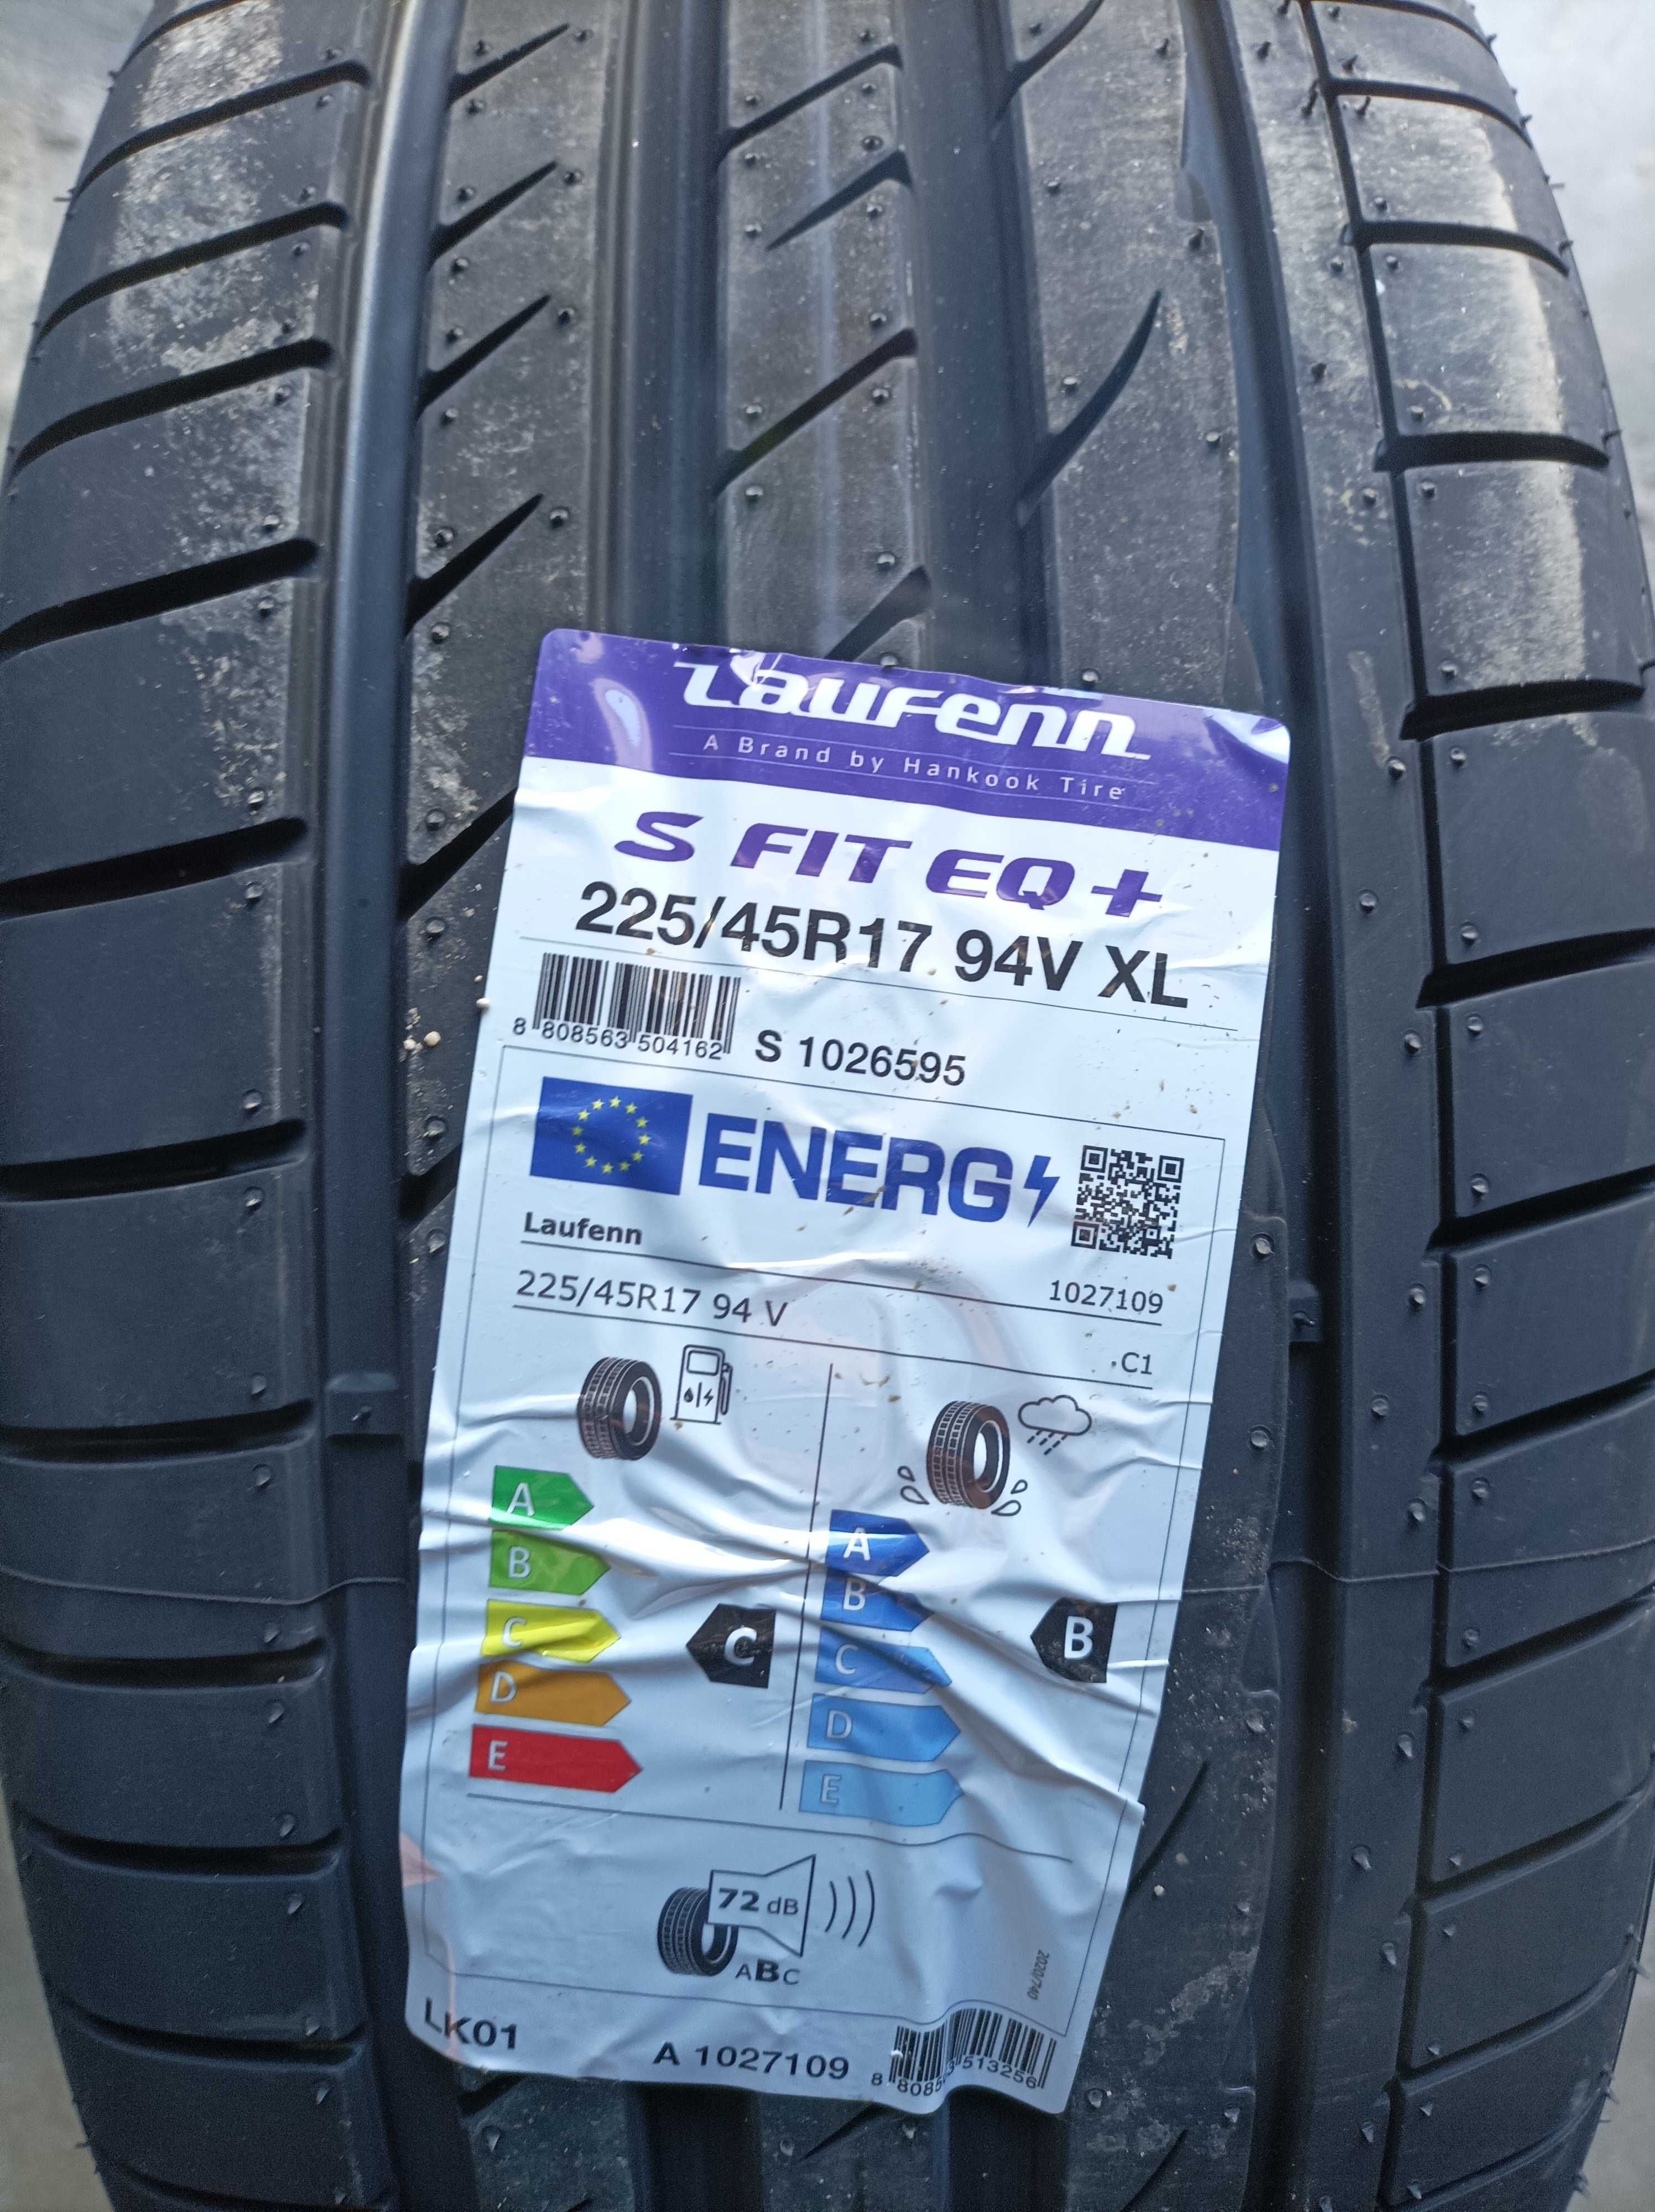 Laufenn
A Brand by Hankook Tire
S FIT EQ+
225/45R17 94V XL
8 808563 504162
S 1026595
ENERG
Laufenn
1027109
225/45R17 94 V
C1
A
B
C
D
E
C
A
B
C
D
E
B
72 dB
ABC
2020/740
LK01
A 1027109